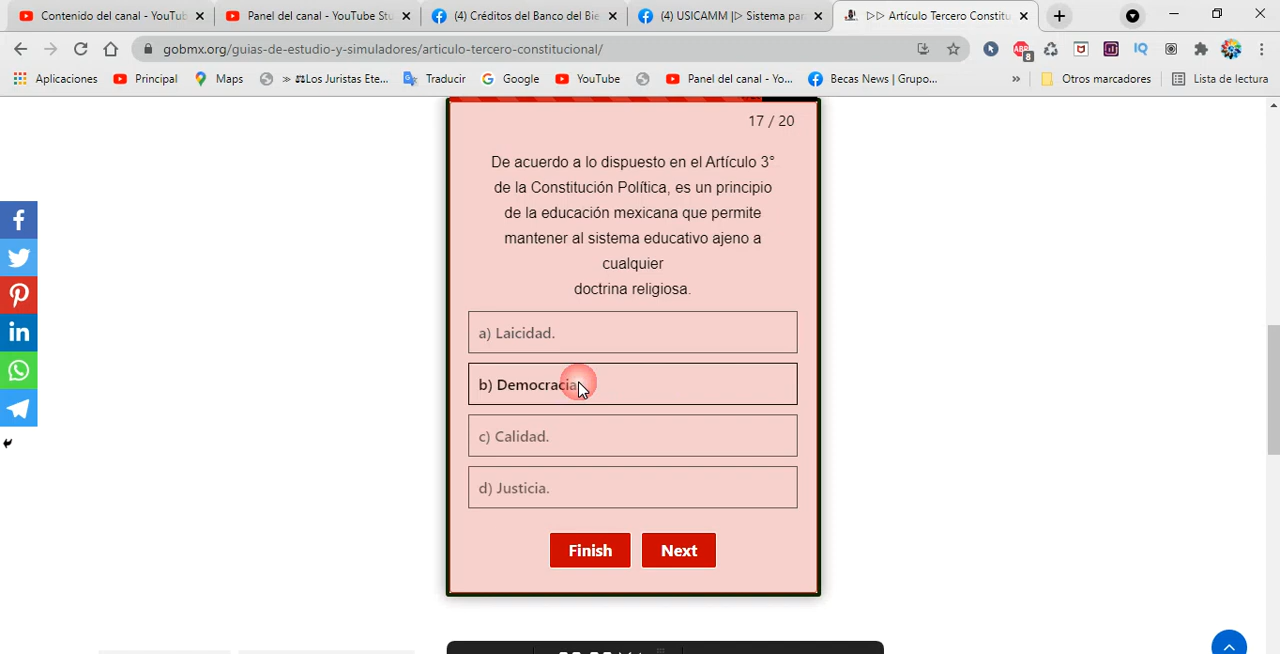 Contenido del canal - YouTub
Panel del canal - YouTube Stu
(4) Créditos del Banco del Bie
(4) USICAMM |▷ Sistema par
▷▷ Artículo Tercero Constitu
gobmx.org/guias-de-estudio-y-simuladores/articulo-tercero-constitucional/
ABP
8
IQ
Aplicaciones
Principal
Maps
» ⚖Los Juristas Ete...
Traducir
Google
YouTube
Panel del canal - Yo...
Becas News | Grupo...
»
Otros marcadores
Lista de lectura
17 / 20
De acuerdo a lo dispuesto en el Artículo 3°
de la Constitución Política, es un principio
de la educación mexicana que permite
mantener al sistema educativo ajeno a
cualquier
doctrina religiosa.
a) Laicidad.
b) Democracia
c) Calidad.
d) Justicia.
Finish
Next